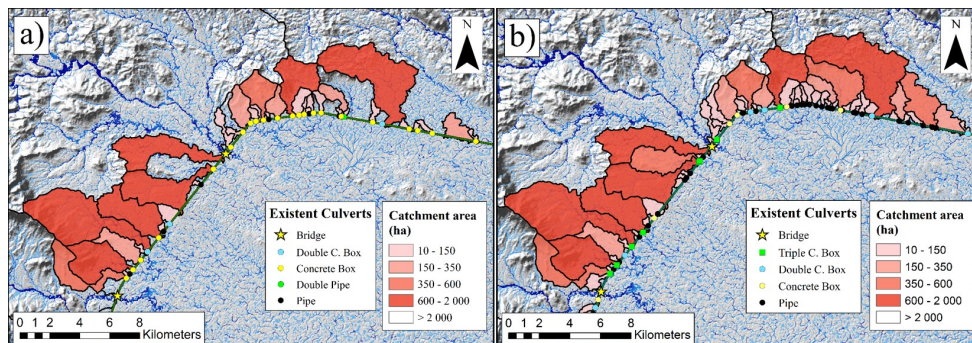 a)
N
Existent Culverts
Bridge
Double C. Box
Concrete Box
Double Pipe
Pipe
Catchment area
(ha)
10 - 150
150 - 350
350 - 600
600 - 2 000
> 2 000
0 1 2 4 6 8
Kilometers
b)
N
Existent Culverts
Bridge
Triple C. Box
Double C. Box
Concrete Box
Pipe
Catchment area
(ha)
10 - 150
150 - 350
350 - 600
600 - 2 000
> 2 000
0 1 2 4 6 8
Kilometers